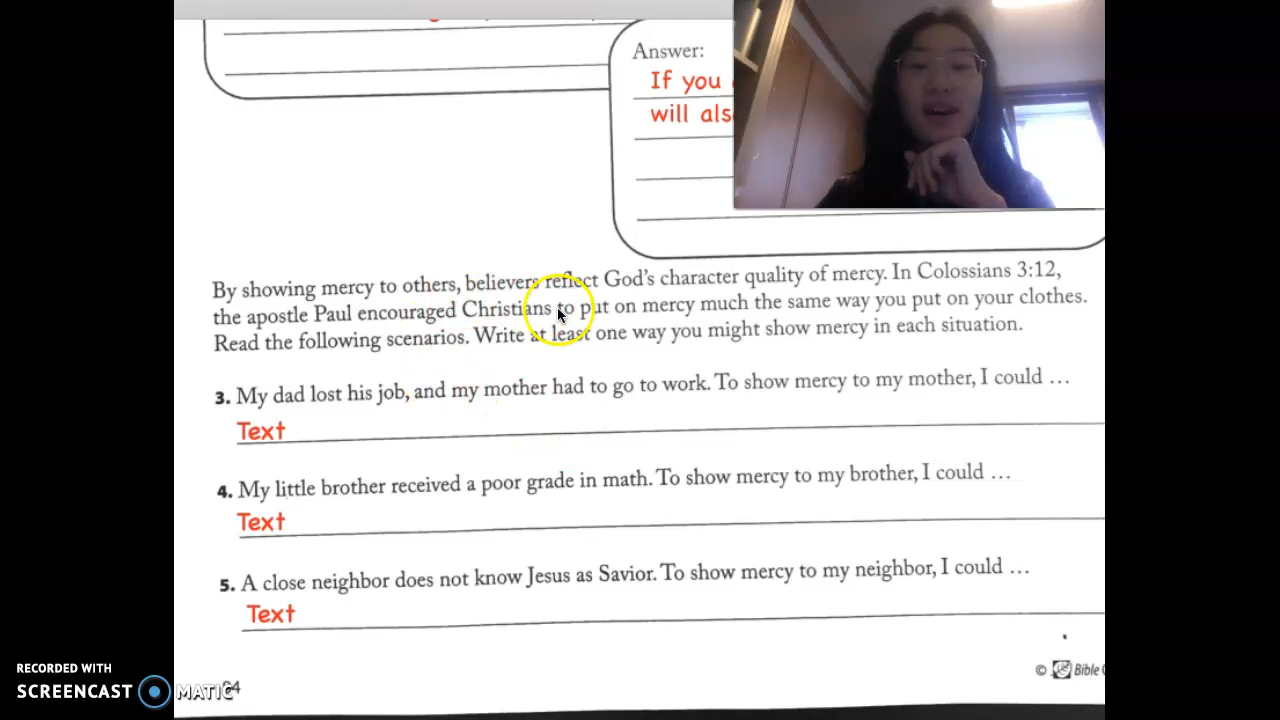 Answer:
If you
will als
By showing mercy to others, believers reflect God's character quality of mercy. In Colossians 3:12,
the apostle Paul encouraged Christians to put on mercy much the same way you put on your clothes.
Read the following scenarios. Write at least one way you might show mercy in each situation.
3. My dad lost his job, and my mother had to go to work. To show mercy to my mother, I could …
Text
4. My little brother received a poor grade in math. To show mercy to my brother, I could …
Text
5. A close neighbor does not know Jesus as Savior. To show mercy to my neighbor, I could …
Text
© Bible
64
RECORDED WITH
SCREENCAST MATIC